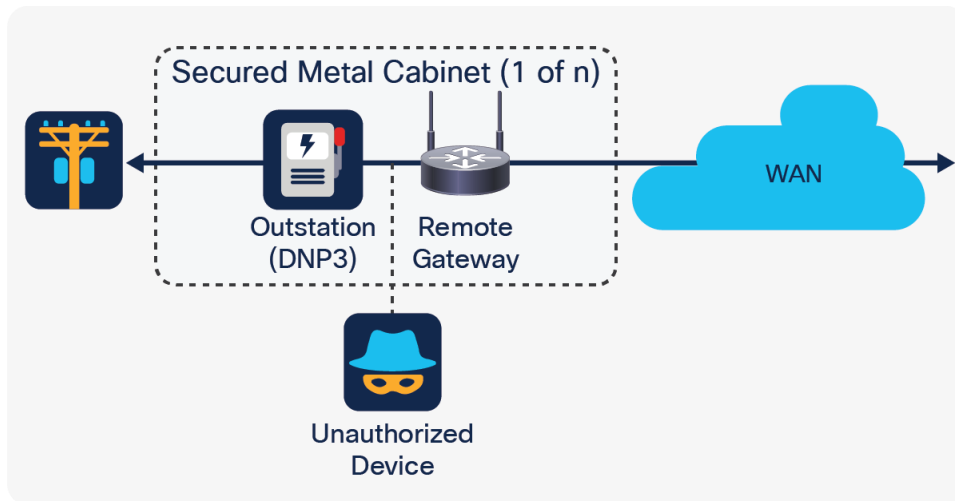 Secured Metal Cabinet (1 of n)
WAN
Outstation
(DNP3)
Remote
Gateway
Unauthorized
Device